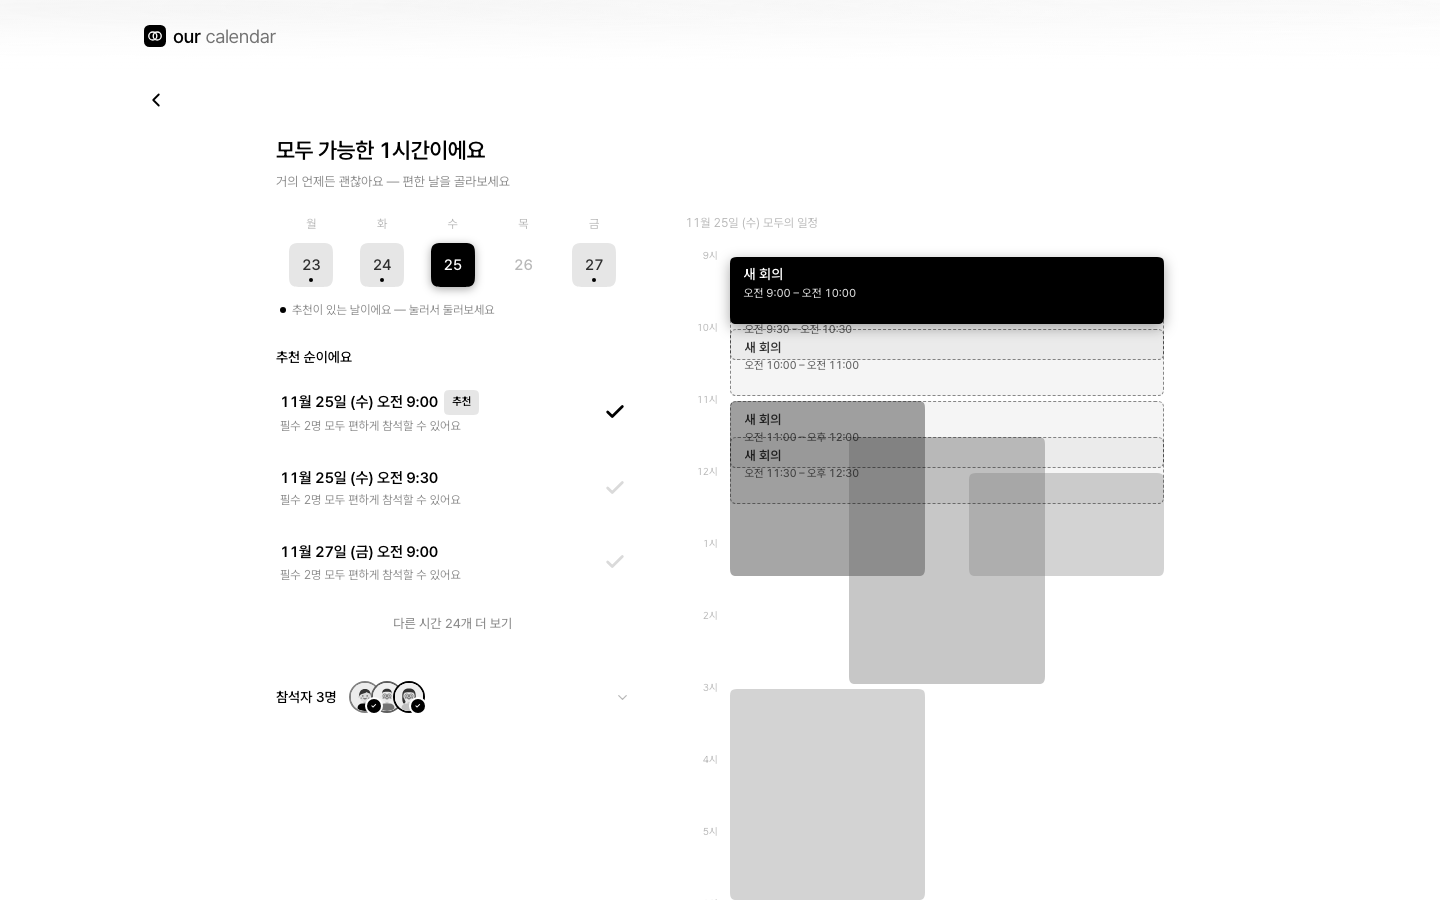 our calendar
모두 가능한 1시간이에요
거의 언제든 괜찮아요 — 편한 날을 골라보세요
월 화 수 목 금
23 24 25 26 27
추천이 있는 날이에요 — 눌러서 둘러보세요
추천 순이에요
11월 25일 (수) 오전 9:00 추천
필수 2명 모두 편하게 참석할 수 있어요
11월 25일 (수) 오전 9:30
필수 2명 모두 편하게 참석할 수 있어요
11월 27일 (금) 오전 9:00
필수 2명 모두 편하게 참석할 수 있어요
다른 시간 24개 더 보기
참석자 3명
11월 25일 (수) 모두의 일정
9시
새 회의
오전 9:00 – 오전 10:00
10시
오전 9:30 – 오전 10:30
새 회의
오전 10:00 – 오전 11:00
11시
새 회의
오전 11:00 – 오후 12:00
새 회의
12시
오전 11:30 – 오후 12:30
1시
2시
3시
4시
5시